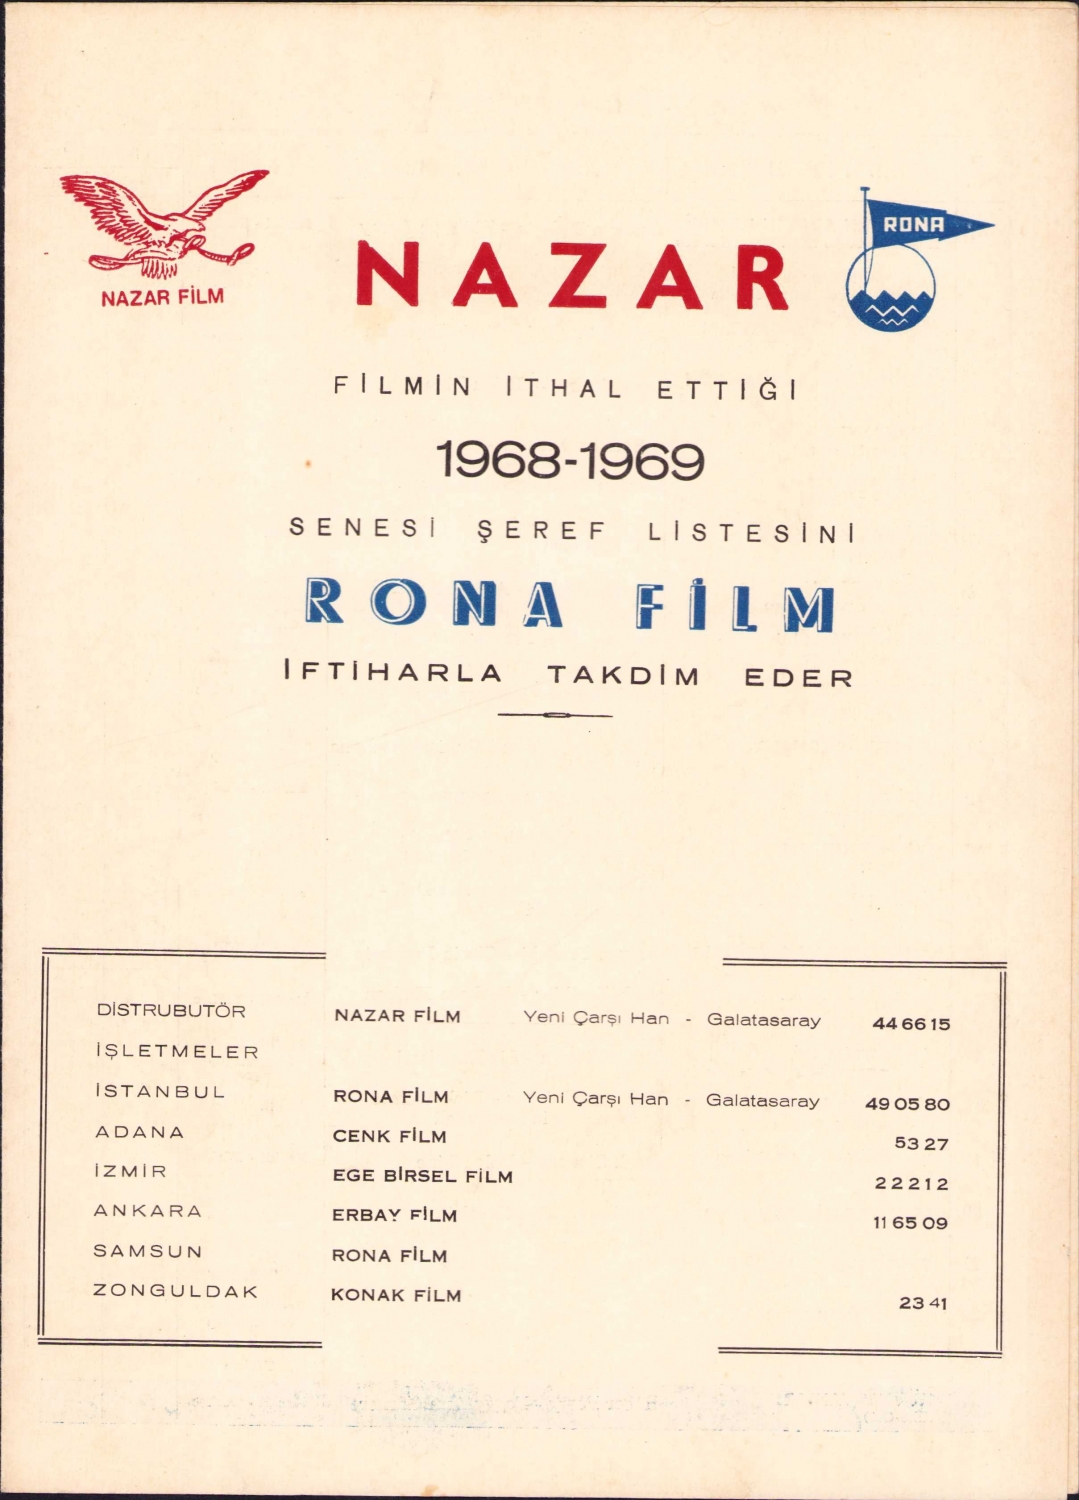 NAZAR FİLM
RONA
NAZAR
FİLMİN İTHAL ETTİĞİ
1968-1969
SENESİ ŞEREF LİSTESİNİ
RONA FİLM
İFTİHARLA TAKDİM EDER
DİSTRUBUTÖR NAZAR FİLM Yeni Çarşı Han - Galatasaray 44 66 15
İŞLETMELER
İSTANBUL RONA FİLM Yeni Çarşı Han - Galatasaray 49 05 80
ADANA CENK FİLM 53 27
İZMİR EGE BİRSEL FİLM 2 22 12
ANKARA ERBAY FİLM 11 65 09
SAMSUN RONA FİLM
ZONGULDAK KONAK FİLM 23 41